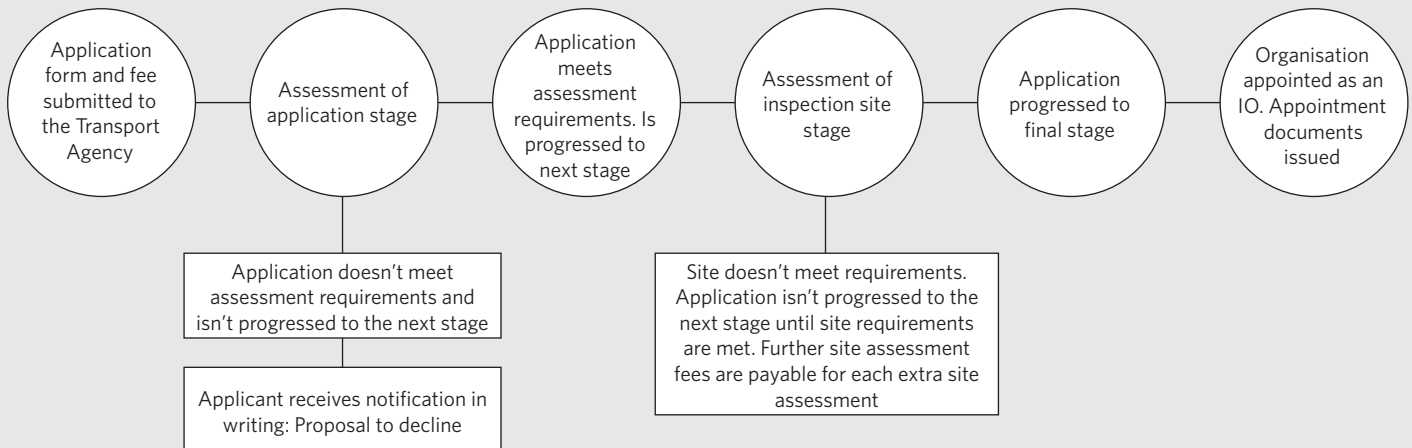 Application
form and fee
submitted to
the Transport
Agency
Assessment of
application stage
Application
meets
assessment
requirements. Is
progressed to
next stage
Assessment of
inspection site
stage
Application
progressed to
final stage
Organisation
appointed as an
IO. Appointment
documents
issued
Application doesn’t meet
assessment requirements and
isn’t progressed to the next stage
Applicant receives notification in
writing: Proposal to decline
Site doesn’t meet requirements.
Application isn’t progressed to the
next stage until site requirements
are met. Further site assessment
fees are payable for each extra site
assessment